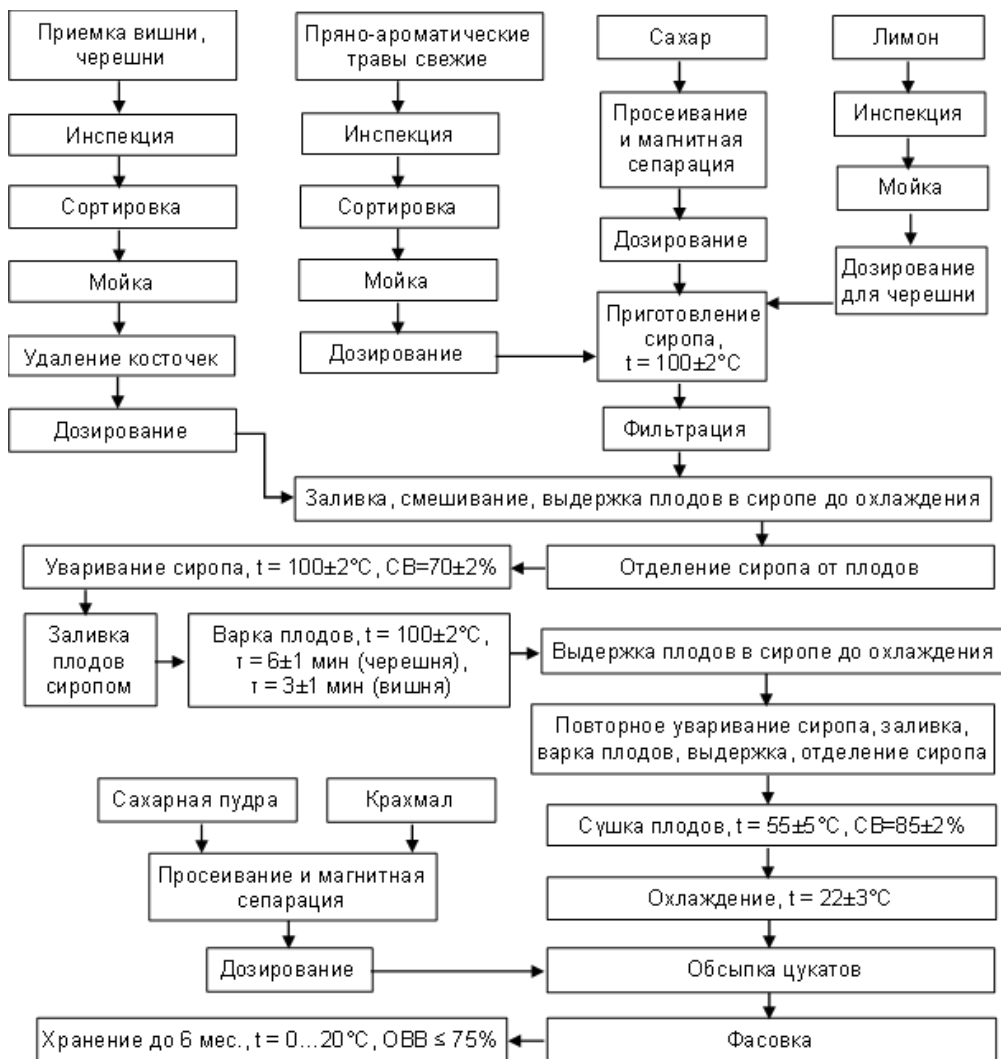 Приемка вишни,
черешни
Инспекция
Сортировка
Мойка
Удаление косточек
Дозирование
Пряно-ароматические
травы свежие
Инспекция
Сортировка
Мойка
Дозирование
Сахар
Просеивание
и магнитная
сепарация
Дозирование
Приготовление
сиропа,
t = 100±2°C
Фильтрация
Лимон
Инспекция
Мойка
Дозирование
для черешни
Заливка, смешивание, выдержка плодов в сиропе до охлаждения
Отделение сиропа от плодов
Уваривание сиропа, t = 100±2°C, СВ=70±2%
Заливка
плодов
сиропом
Варка плодов, t = 100±2°C,
τ = 6±1 мин (черешня),
τ = 3±1 мин (вишня)
Выдержка плодов в сиропе до охлаждения
Повторное уваривание сиропа, заливка,
варка плодов, выдержка, отделение сиропа
Сушка плодов, t = 55±5°C, СВ=85±2%
Охлаждение, t = 22±3°C
Сахарная пудра
Крахмал
Просеивание и магнитная
сепарация
Дозирование
Обсыпка цукатов
Фасовка
Хранение до 6 мес., t = 0...20°C, ОВВ ≤ 75%